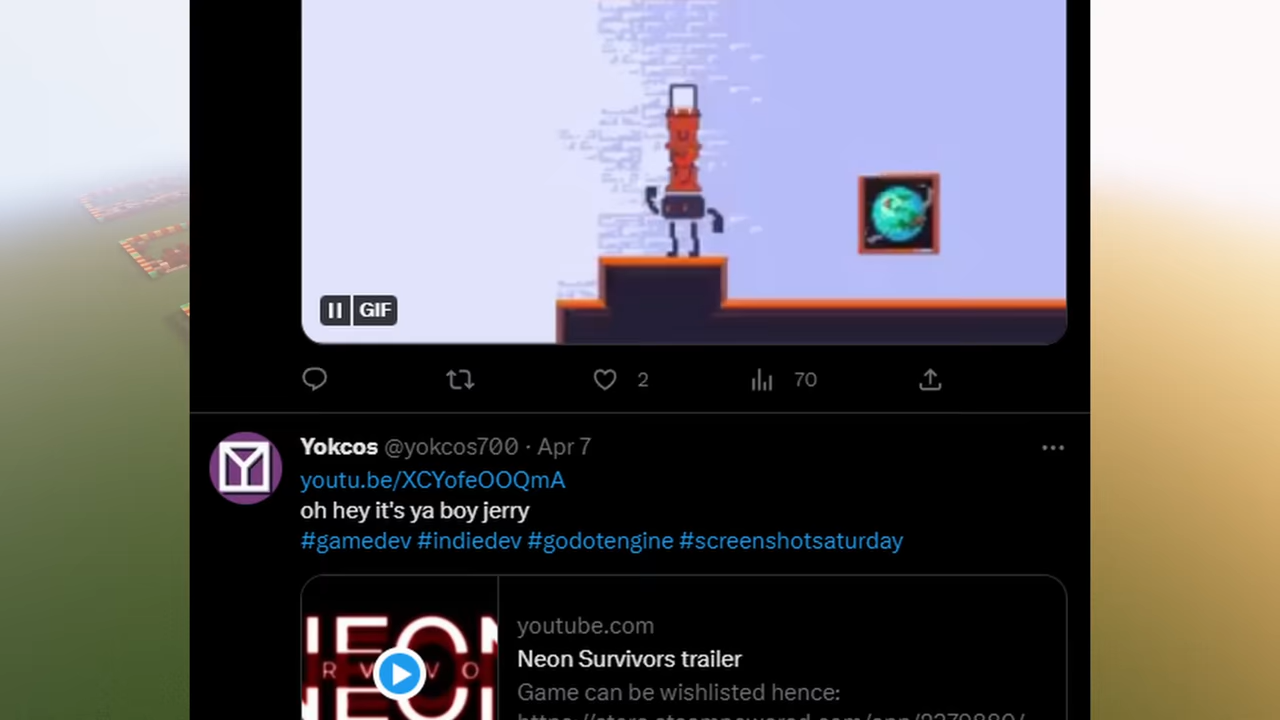 GIF
2
70
Yokcos @yokcos700 · Apr 7
youtu.be/XCYofeOOQmA
oh hey it's ya boy jerry
#gamedev #indiedev #godotengine #screenshotsaturday
youtube.com
Neon Survivors trailer
Game can be wishlisted hence: